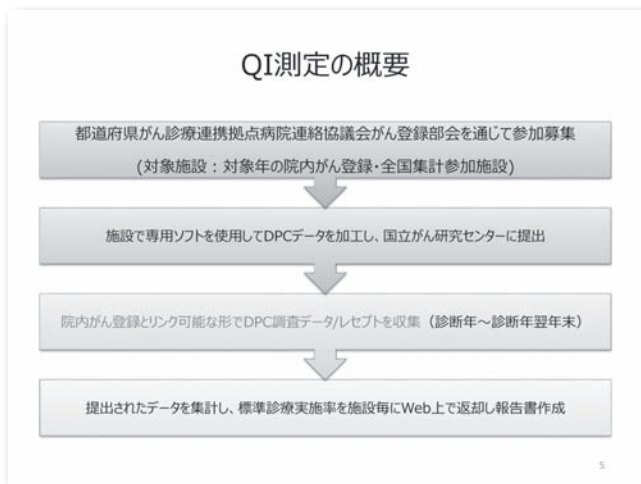 QI測定の概要
都道府県がん診療連携拠点病院連絡協議会がん登録部会を通じて参加募集
(対象施設：対象年の院内がん登録・全国集計参加施設)
施設で専用ソフトを使用してDPCデータを加工し、国立がん研究センターに提出
院内がん登録とリンク可能な形でDPC調査データ/レセプトを収集（診断年～診断年翌年末）
提出されたデータを集計し、標準診療実施率を施設毎にWeb上で返却し報告書作成
5